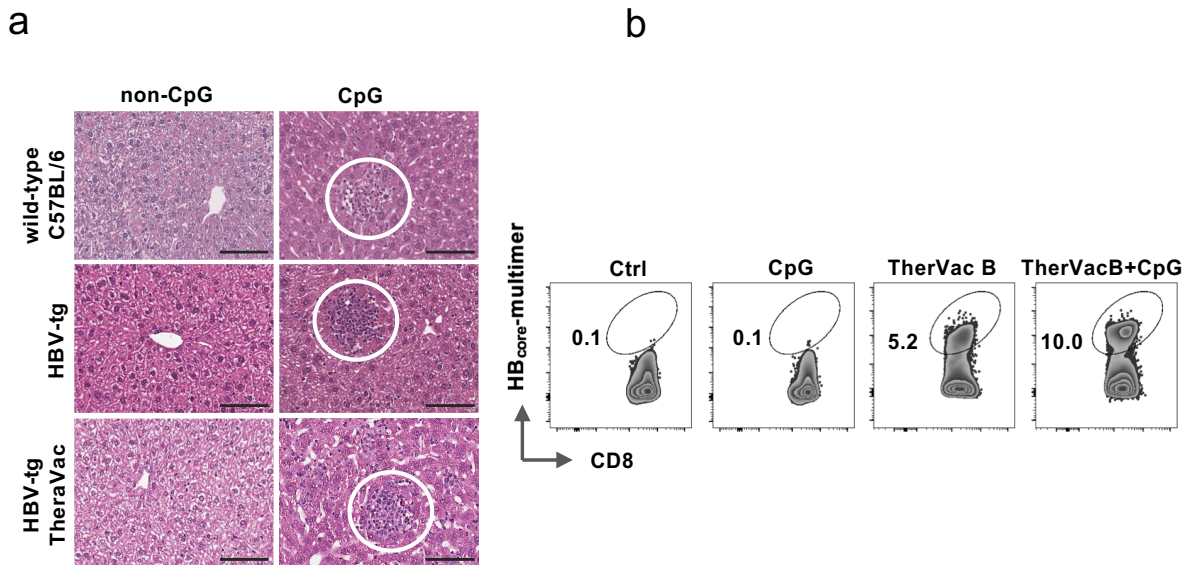 a
b
non-CpG
CpG
wild-type
C57BL/6
HBV-tg
HBV-tg
TheraVac
Ctrl
CpG
TherVac B
TherVacB+CpG
HBcore-multimer
0.1
0.1
5.2
10.0
CD8